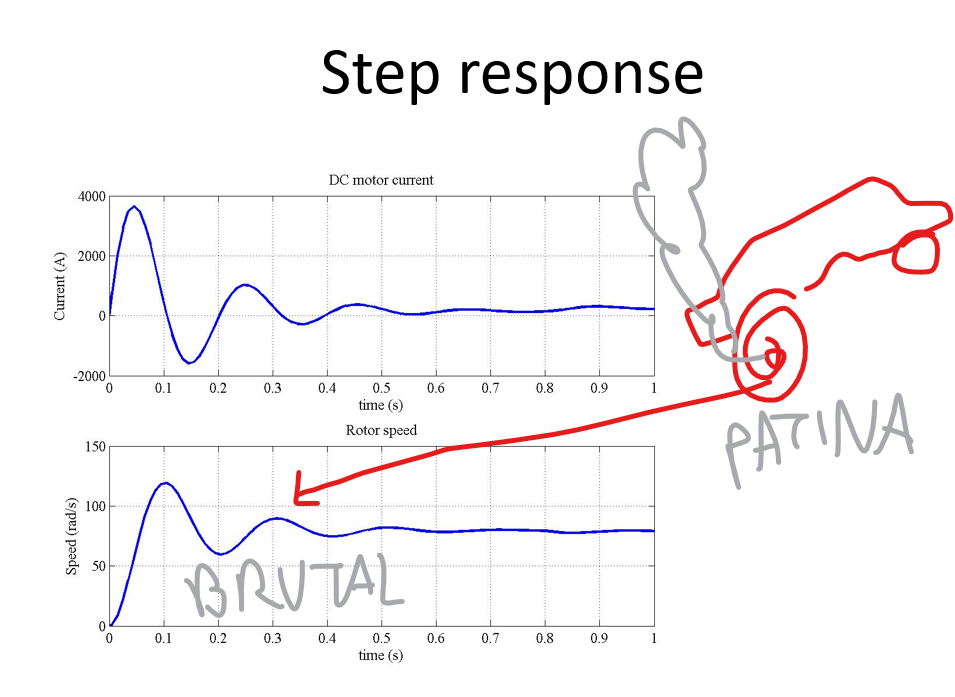 Step response
DC motor current
4000
2000
0
-2000
Current (A)
0 0.1 0.2 0.3 0.4 0.5 0.6 0.7 0.8 0.9 1
time (s)
PATINA
Rotor speed
150
100
50
0
Speed (rad/s)
BRUTAL
0 0.1 0.2 0.3 0.4 0.5 0.6 0.7 0.8 0.9 1
time (s)